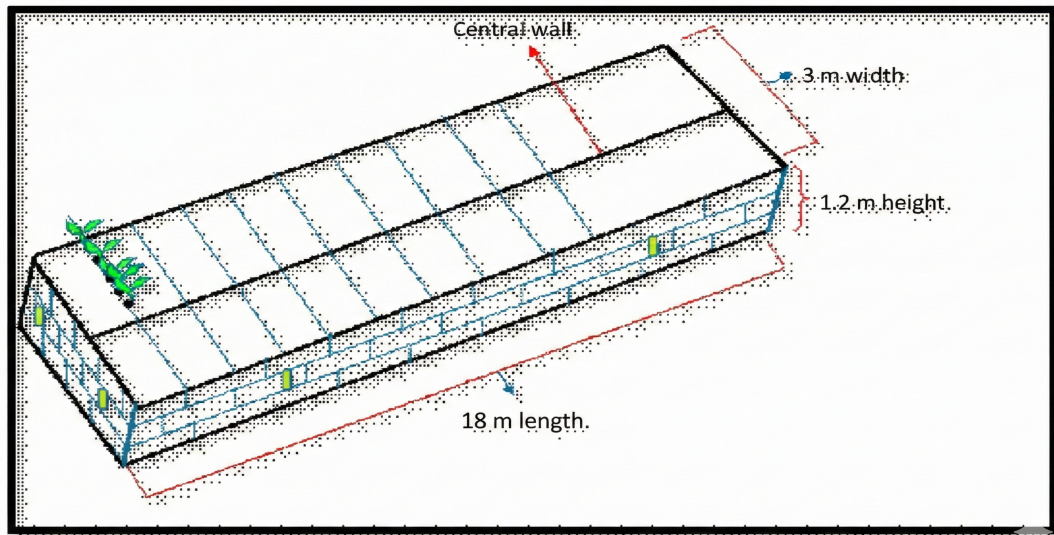 Central wall.
3 m width
1.2 m height.
18 m length.